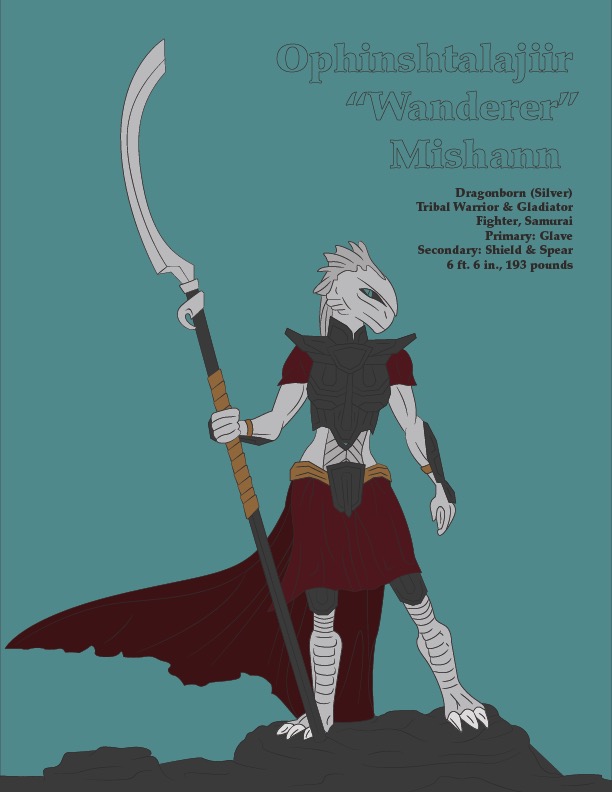 Ophinshtalajiir
“Wanderer”
Mishann
Dragonborn (Silver)
Tribal Warrior & Gladiator
Fighter, Samurai
Primary: Glave
Secondary: Shield & Spear
6 ft. 6 in., 193 pounds